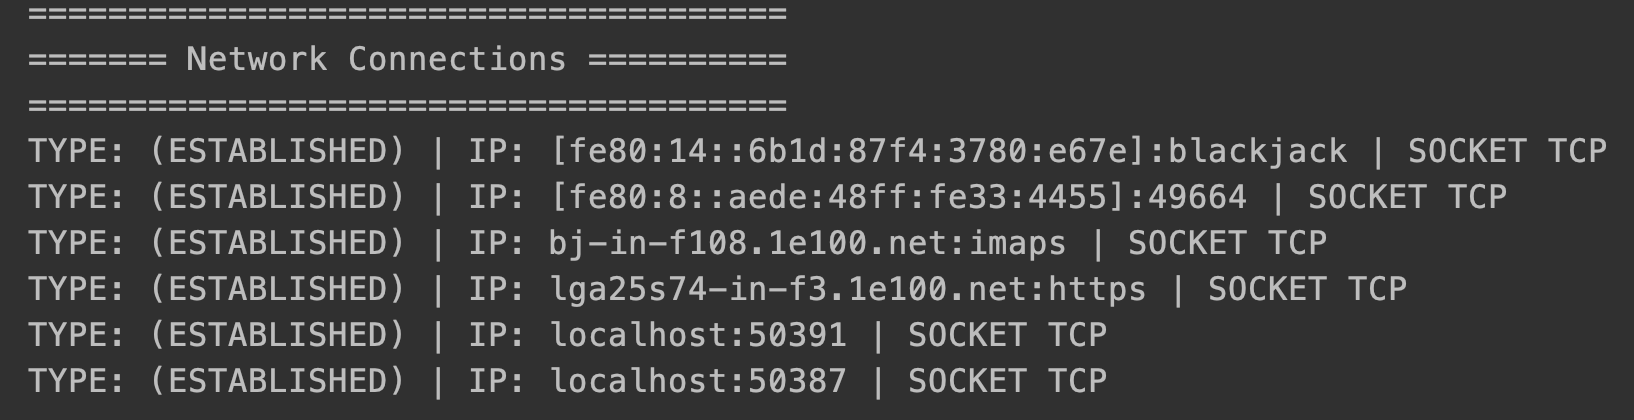 ======================================
======= Network Connections ==========
======================================
TYPE: (ESTABLISHED) | IP: [fe80:14::6b1d:87f4:3780:e67e]:blackjack | SOCKET TCP
TYPE: (ESTABLISHED) | IP: [fe80:8::aede:48ff:fe33:4455]:49664 | SOCKET TCP
TYPE: (ESTABLISHED) | IP: bj-in-f108.1e100.net:imaps | SOCKET TCP
TYPE: (ESTABLISHED) | IP: lga25s74-in-f3.1e100.net:https | SOCKET TCP
TYPE: (ESTABLISHED) | IP: localhost:50391 | SOCKET TCP
TYPE: (ESTABLISHED) | IP: localhost:50387 | SOCKET TCP